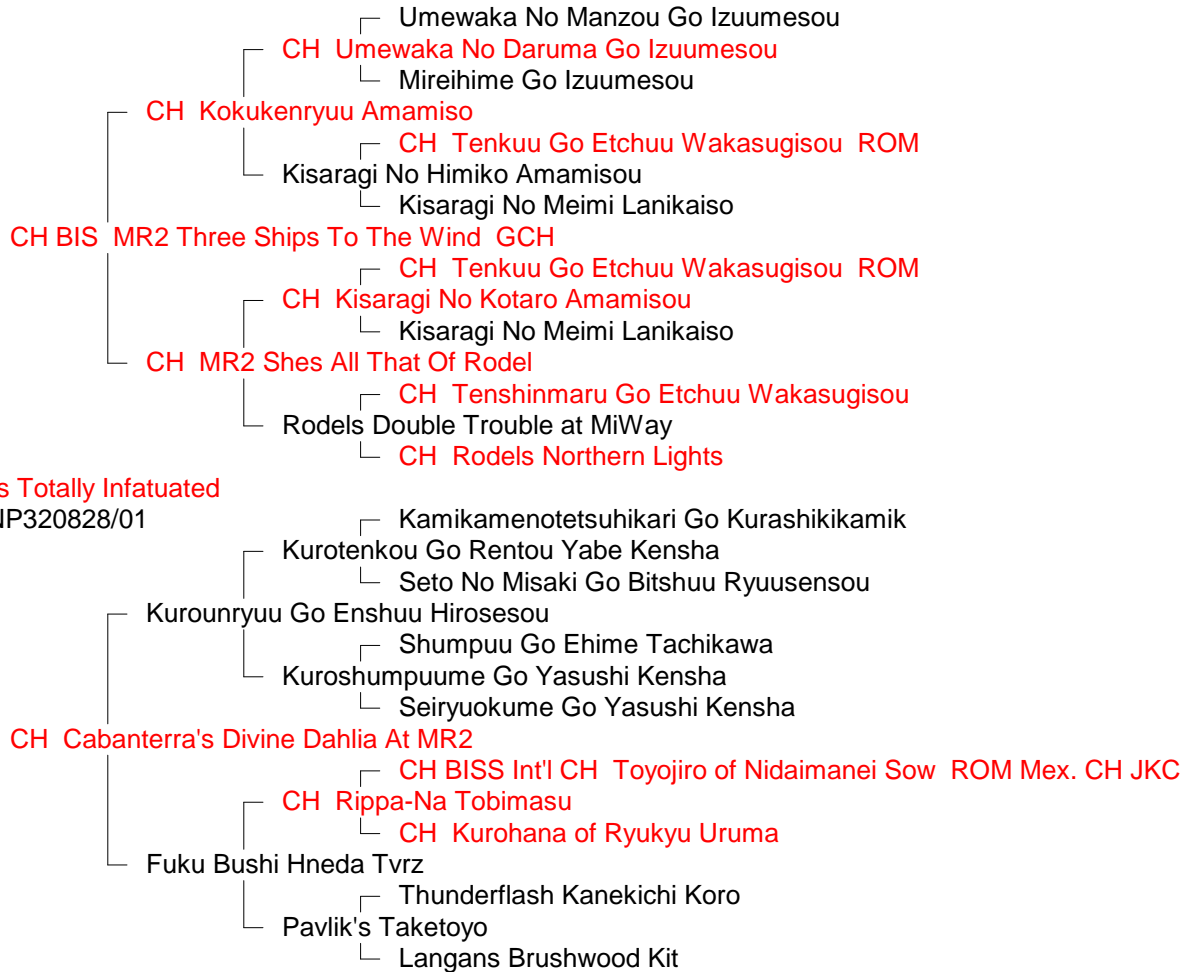 Umewaka No Manzou Go Izuumesou
CH Umewaka No Daruma Go Izuumesou
Mireihime Go Izuumesou
CH Kokukenryuu Amamiso
CH Tenkuu Go Etchuu Wakasugisou ROM
Kisaragi No Himiko Amamisou
Kisaragi No Meimi Lanikaiso
CH BIS MR2 Three Ships To The Wind GCH
CH Tenkuu Go Etchuu Wakasugisou ROM
CH Kisaragi No Kotaro Amamisou
Kisaragi No Meimi Lanikaiso
CH MR2 Shes All That Of Rodel
CH Tenshinmaru Go Etchuu Wakasugisou
Rodels Double Trouble at MiWay
CH Rodels Northern Lights
s Totally Infatuated
NP320828/01
Kamikamenotetsuhikari Go Kurashikikamik
Kurotenkou Go Rentou Yabe Kensha
Seto No Misaki Go Bitshuu Ryuusensou
Kurounryuu Go Enshuu Hirosesou
Shumpuu Go Ehime Tachikawa
Kuroshumpuume Go Yasushi Kensha
Seiryuokume Go Yasushi Kensha
CH Cabanterra's Divine Dahlia At MR2
CH BISS Int'l CH Toyojiro of Nidaimanei Sow ROM Mex. CH JKC
CH Rippa-Na Tobimasu
CH Kurohana of Ryukyu Uruma
Fuku Bushi Hneda Tvrz
Thunderflash Kanekichi Koro
Pavlik's Taketoyo
Langans Brushwood Kit